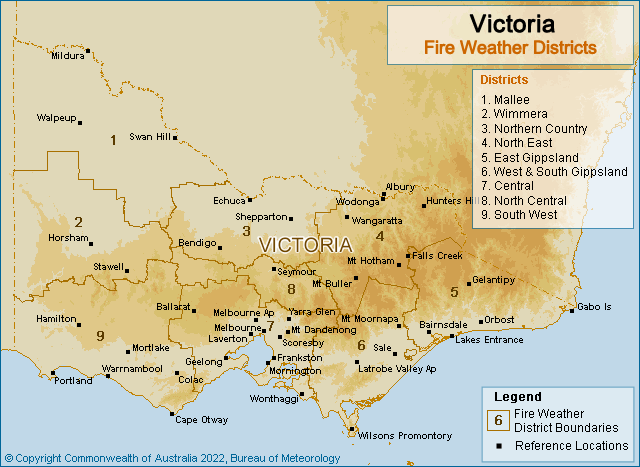 Victoria
Fire Weather Districts
Districts
1. Mallee
2. Wimmera
3. Northern Country
4. North East
5. East Gippsland
6. West & South Gippsland
7. Central
8. North Central
9. South West
Mildura
Walpeup
Swan Hill
1
Albury
Wodonga
Hunters Hill
Echuca
Shepparton
Wangaratta
2
3
4
Horsham
Bendigo
VICTORIA
Stawell
Seymour
Mt Hotham
Falls Creek
Mt Buller
8
5
Gelantipy
Ballarat
Hamilton
Melbourne Ap
Yarra Glen
Mt Moornapa
Gabo Is
Orbost
Bairnsdale
Melbourne
7
Mt Dandenong
9
Laverton
Scoresby
6
Lakes Entrance
Mortlake
Geelong
Frankston
Sale
Portland
Warrnambool
Colac
Mornington
Latrobe Valley Ap
Wonthaggi
Cape Otway
Wilsons Promontory
Legend
6
Fire Weather
District Boundaries
Reference Locations
© Copyright Commonwealth of Australia 2022, Bureau of Meteorology